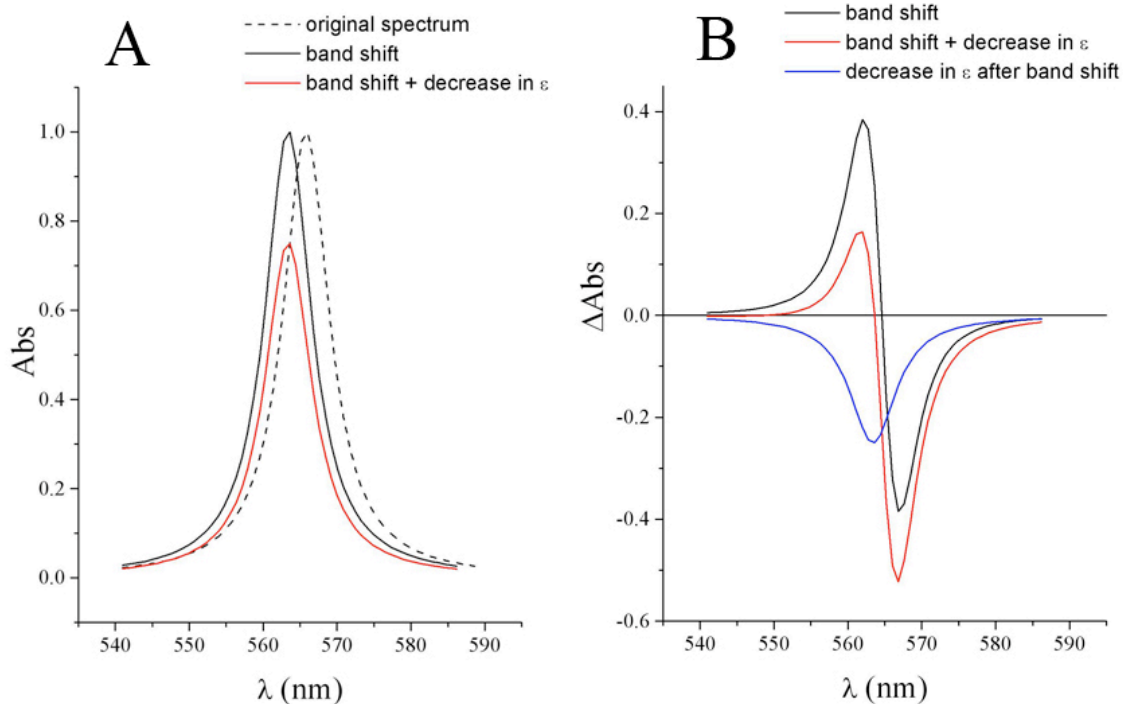 A
original spectrum
band shift
band shift + decrease in ε
1.0
0.8
0.6
0.4
0.2
0.0
Abs
540 550 560 570 580 590
λ (nm)
B
band shift
band shift + decrease in ε
decrease in ε after band shift
0.4
0.2
0.0
-0.2
-0.4
-0.6
ΔAbs
540 550 560 570 580 590
λ (nm)